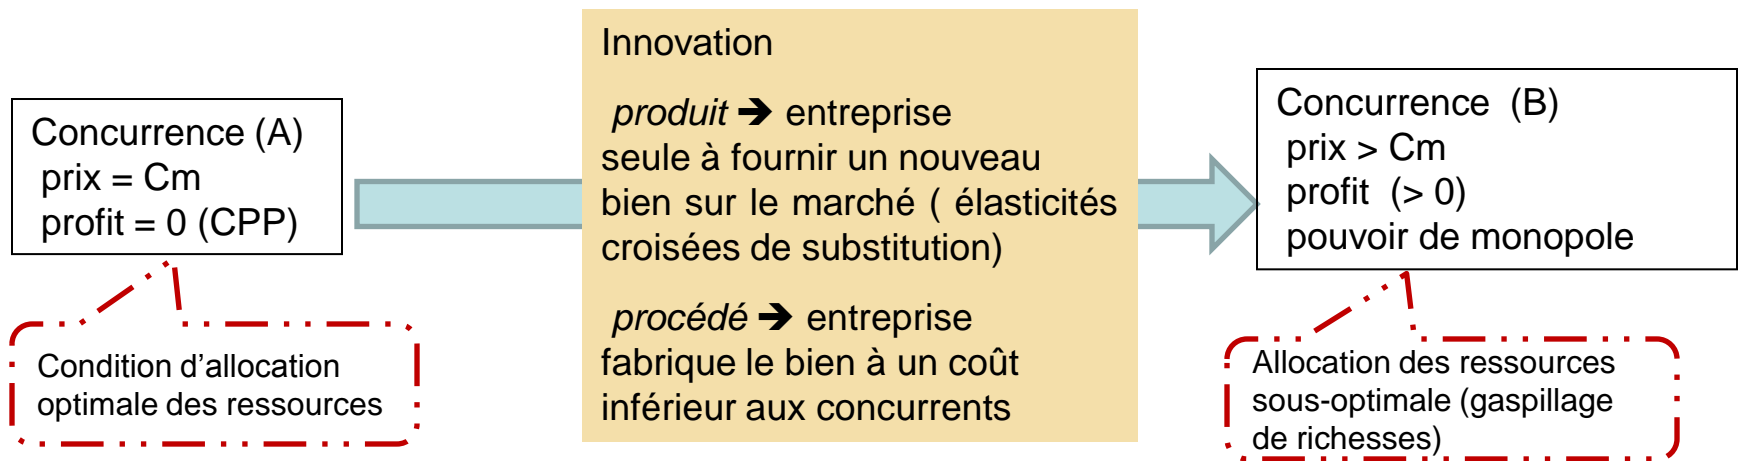 Concurrence (A)
prix = Cm
profit = 0 (CPP)
Condition d’allocation
optimale des ressources
Innovation
produit ➔ entreprise
seule à fournir un nouveau
bien sur le marché ( élasticités
croisées de substitution)
procédé ➔ entreprise
fabrique le bien à un coût
inférieur aux concurrents
Concurrence (B)
prix > Cm
profit (> 0)
pouvoir de monopole
Allocation des ressources
sous-optimale (gaspillage
de richesses)